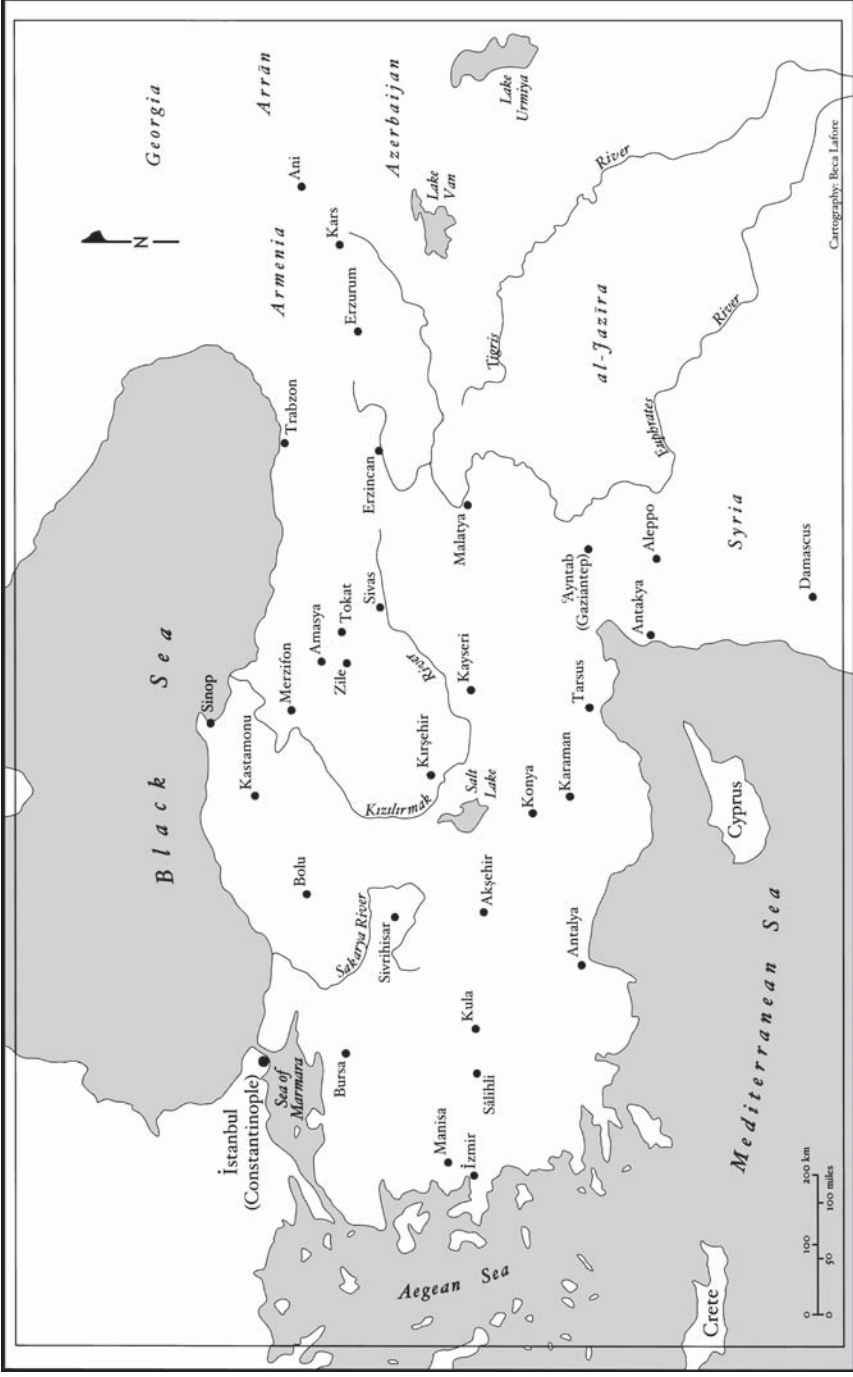 Black Sea
Georgia
N
Sinop
İstanbul
(Constantinople)
Kastamonu
Arrān
Armenia
Ani
Trabzon
Merzifon
Sea of
Marmara
Bolu
Amasya
Tokat
Zile
Kars
Erzurum
Bursa
Sakarya River
Sivrihisar
Sivas
Erzincan
Azerbaijan
Kızılırmak
River
Kırşehir
Lake
Van
Manisa
İzmir
Sâlihli
Kula
Akşehir
Salt
Lake
Kayseri
Malatya
Tigris
River
Lake
Urmiya
Aegean Sea
Konya
Karaman
Antalya
Tarsus
ʿAyntab
(Gaziantep)
al-Jazīra
Euphrates
River
Antakya
Aleppo
Syria
Cyprus
Damascus
Mediterranean Sea
Crete
0 100 200 km
0 50 100 miles
Cartography: Beca Lafore